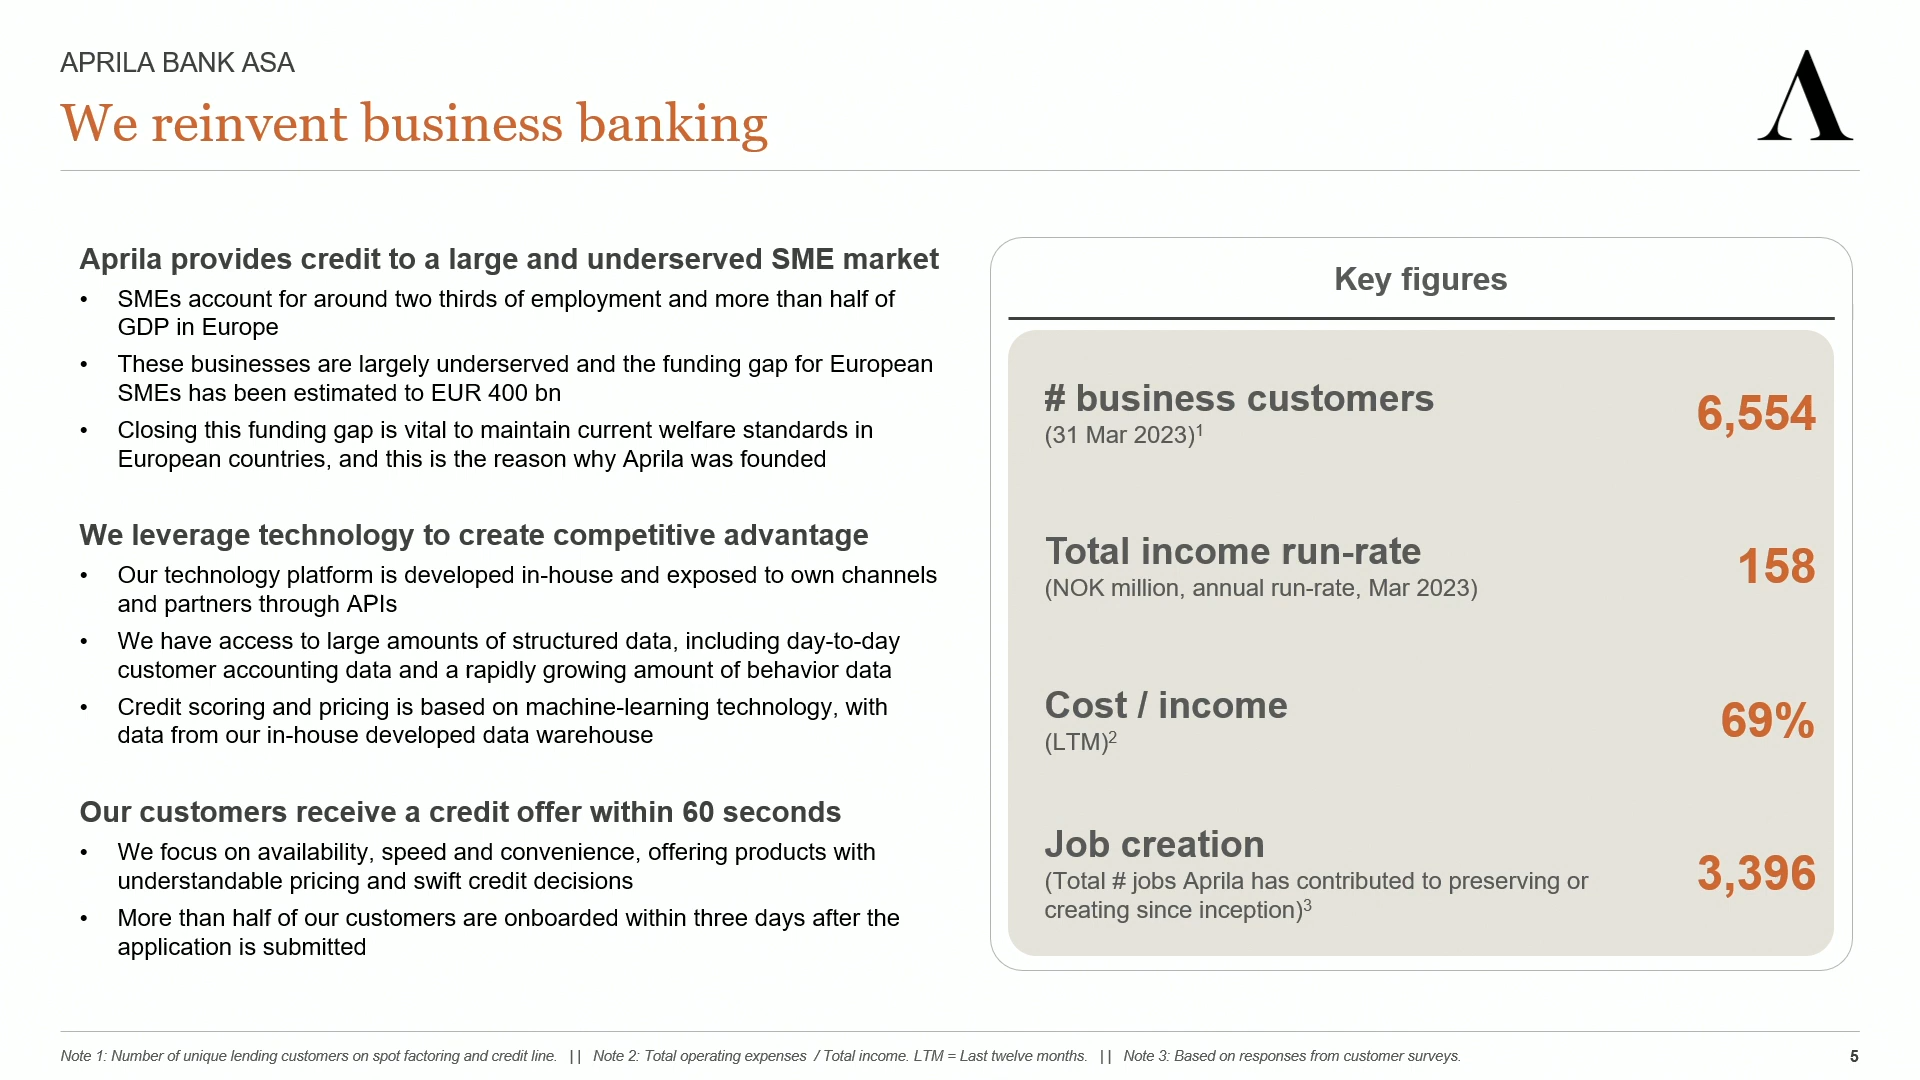 APRILA BANK ASA
We reinvent business banking
Aprila provides credit to a large and underserved SME market
• SMEs account for around two thirds of employment and more than half of
GDP in Europe
• These businesses are largely underserved and the funding gap for European
SMEs has been estimated to EUR 400 bn
• Closing this funding gap is vital to maintain current welfare standards in
European countries, and this is the reason why Aprila was founded
We leverage technology to create competitive advantage
• Our technology platform is developed in-house and exposed to own channels
and partners through APIs
• We have access to large amounts of structured data, including day-to-day
customer accounting data and a rapidly growing amount of behavior data
• Credit scoring and pricing is based on machine-learning technology, with
data from our in-house developed data warehouse
Our customers receive a credit offer within 60 seconds
• We focus on availability, speed and convenience, offering products with
understandable pricing and swift credit decisions
• More than half of our customers are onboarded within three days after the
application is submitted
Key figures
# business customers
(31 Mar 2023)¹
6,554
Total income run-rate
(NOK million, annual run-rate, Mar 2023)
158
Cost / income
(LTM)²
69%
Job creation
(Total # jobs Aprila has contributed to preserving or
creating since inception)³
3,396
Note 1: Number of unique lending customers on spot factoring and credit line. || Note 2: Total operating expenses / Total income. LTM = Last twelve months. || Note 3: Based on responses from customer surveys.
5